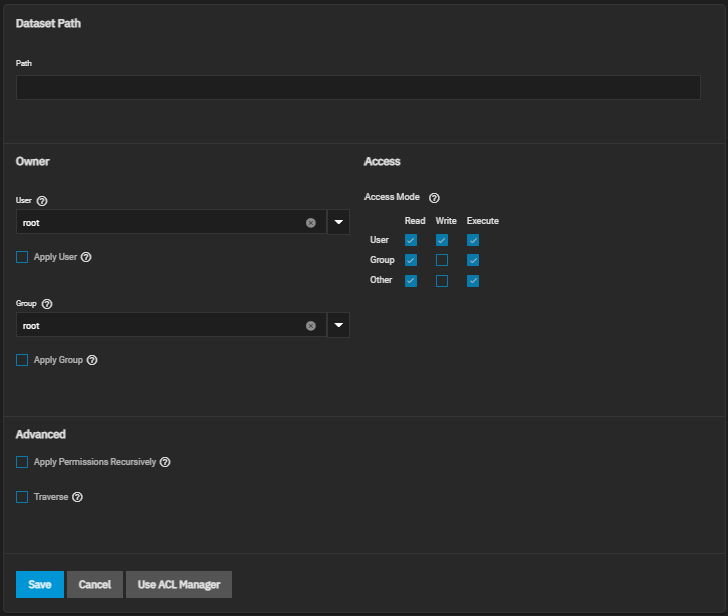 Dataset Path
Path
Owner
User
root
Apply User
Group
root
Apply Group
Access
Access Mode
Read Write Execute
User
Group
Other
Advanced
Apply Permissions Recursively
Traverse
Save Cancel Use ACL Manager